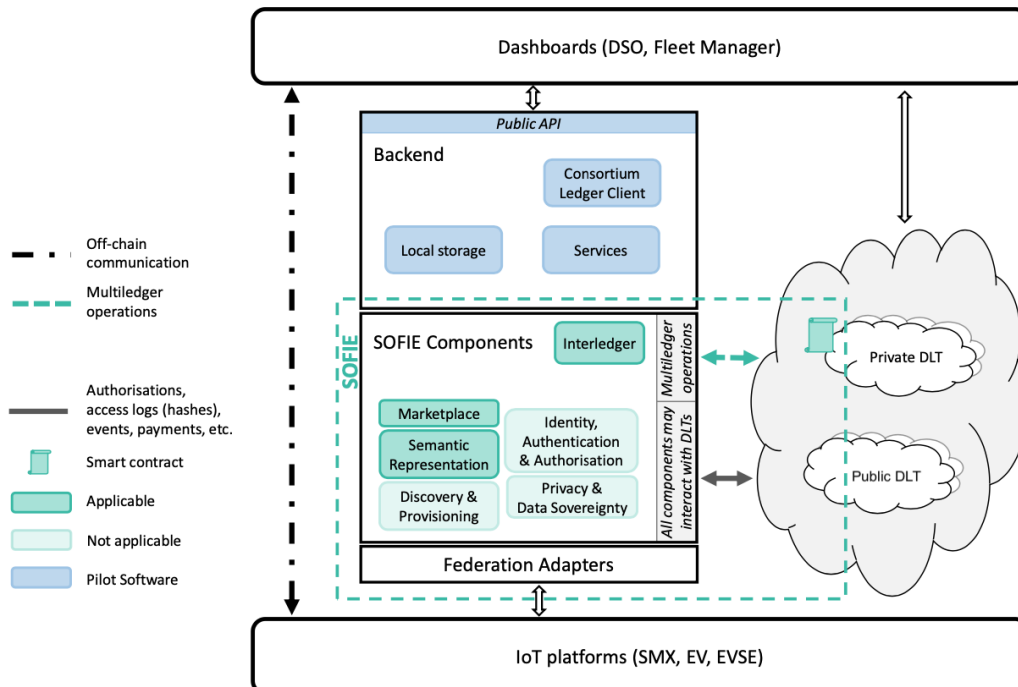 Dashboards (DSO, Fleet Manager)
Public API
Backend
Consortium
Ledger Client
Local storage
Services
Off-chain
communication
Multiledger
operations
Authorisations,
access logs (hashes),
events, payments, etc.
Smart contract
Applicable
Not applicable
Pilot Software
SOFIE
SOFIE Components
Interledger
Multiledger
operations
Marketplace
Semantic
Representation
Identity,
Authentication
& Authorisation
Discovery &
Provisioning
Privacy &
Data Sovereignty
All components may
interact with DLTs
Private DLT
Public DLT
Federation Adapters
IoT platforms (SMX, EV, EVSE)